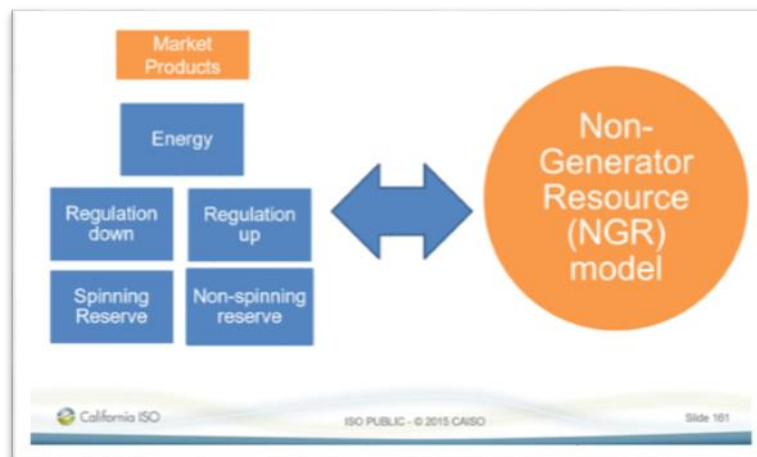 Market
Products
Energy
Regulation
down
Regulation
up
Spinning
Reserve
Non-spinning
reserve
Non-
Generator
Resource
(NGR)
model
California ISO
ISO PUBLIC - © 2015 CAISO
Slide 161